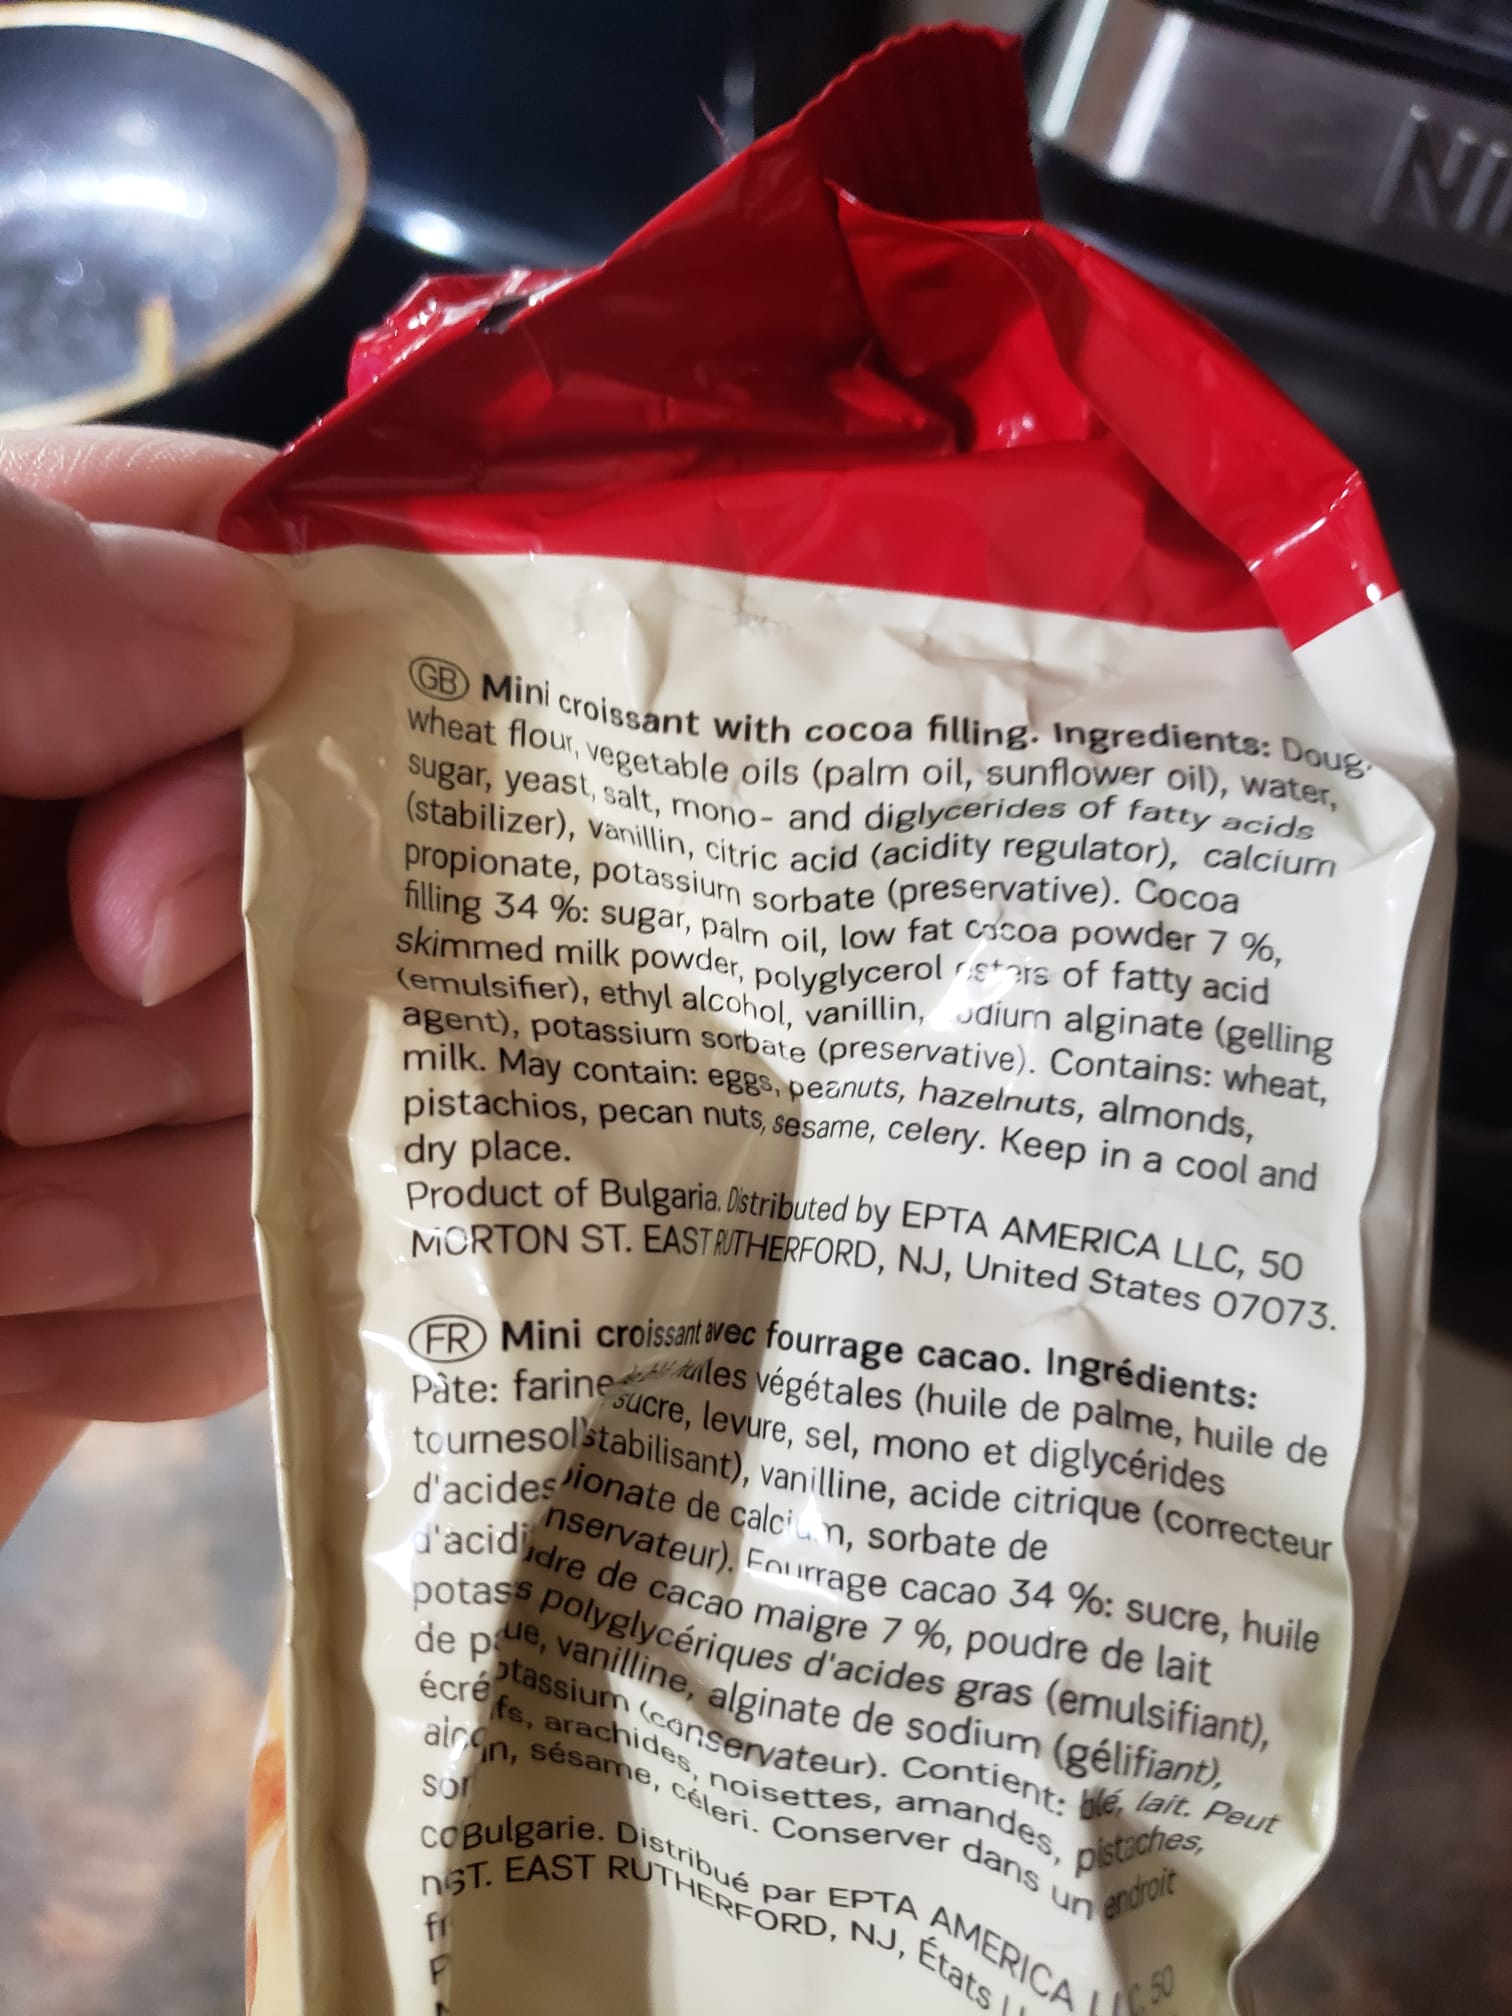 GB Mini croissant with cocoa filling. Ingredients: Doug
wheat flour, vegetable oils (palm oil, sunflower oil), water,
sugar, yeast, salt, mono- and diglycerides of fatty acids
(stabilizer), vanillin, citric acid (acidity regulator), calcium
propionate, potassium sorbate (preservative). Cocoa
filling 34 %: sugar, palm oil, low fat cocoa powder 7 %,
skimmed milk powder, polyglycerol esters of fatty acid
(emulsifier), ethyl alcohol, vanillin, sodium alginate (gelling
agent), potassium sorbate (preservative). Contains: wheat,
milk. May contain: eggs, peanuts, hazelnuts, almonds,
pistachios, pecan nuts, sesame, celery. Keep in a cool and
dry place.
Product of Bulgaria. Distributed by EPTA AMERICA LLC, 50
MORTON ST. EAST RUTHERFORD, NJ, United States 07073.
FR Mini croissant avec fourrage cacao. Ingrédients:
Pâte: farine végétales (huile de palme, huile de
tournesol sucre, levure, sel, mono et diglycérides
d'acides stabilisant), vanilline, acide citrique (correcteur
d'acidi de calcium, sorbate de
potass nservateur). Fourrage cacao 34 %: sucre, huile
de p udre de cacao maigre 7 %, poudre de lait
écré polyglycériques d'acides gras (emulsifiant),
vanilline, alginate de sodium (gélifiant),
otassium (conservateur). Contient: blé, lait. Peut
arachides, noisettes, amandes, pistaches,
sésame, céleri. Conserver dans un endroit
Bulgarie. Distribué par EPTA AMERICA LLC, 50
ST. EAST RUTHERFORD, NJ, États